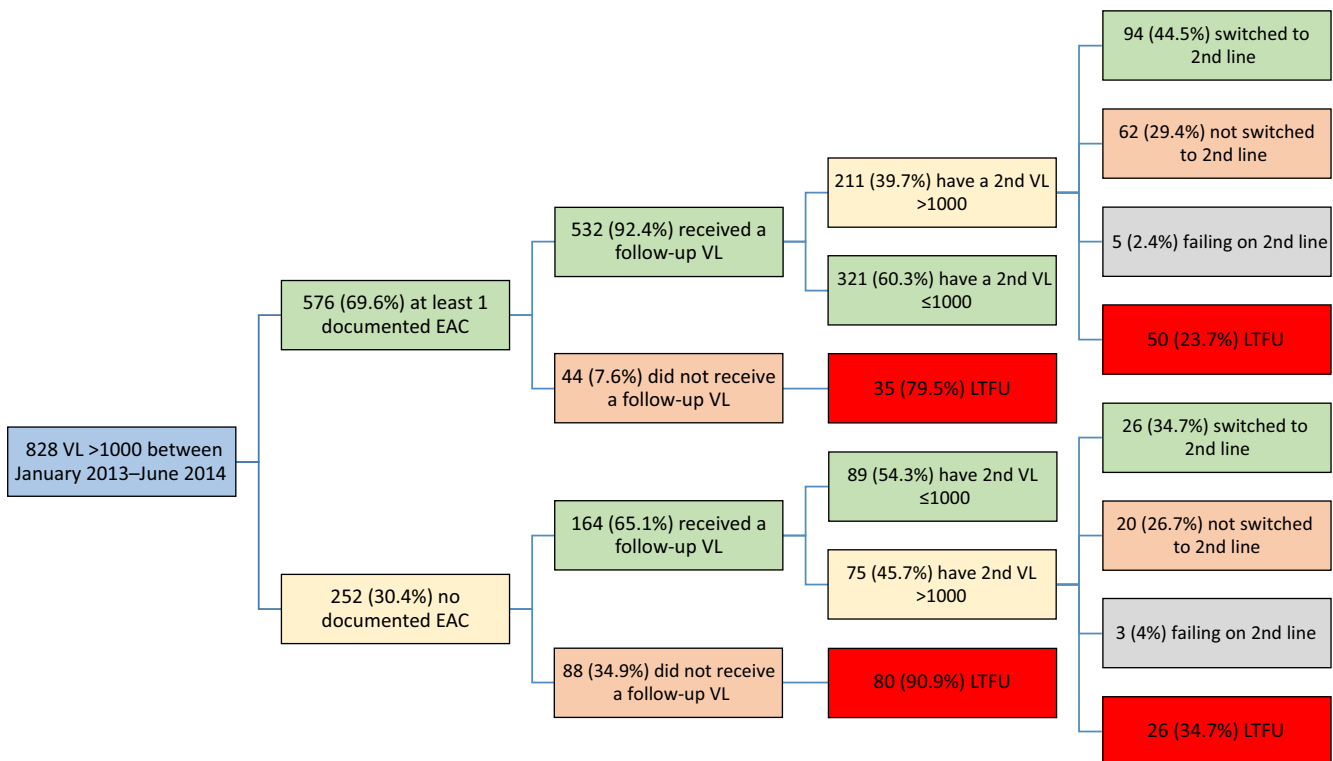 828 VL >1000 between
January 2013–June 2014
576 (69.6%) at least 1
documented EAC
252 (30.4%) no
documented EAC
532 (92.4%) received a
follow-up VL
44 (7.6%) did not receive
a follow-up VL
164 (65.1%) received a
follow-up VL
88 (34.9%) did not receive
a follow-up VL
211 (39.7%) have a 2nd VL
>1000
321 (60.3%) have a 2nd VL
≤1000
35 (79.5%) LTFU
89 (54.3%) have 2nd VL
≤1000
75 (45.7%) have 2nd VL
>1000
80 (90.9%) LTFU
94 (44.5%) switched to
2nd line
62 (29.4%) not switched
to 2nd line
5 (2.4%) failing on 2nd line
50 (23.7%) LTFU
26 (34.7%) switched to
2nd line
20 (26.7%) not switched
to 2nd line
3 (4%) failing on 2nd line
26 (34.7%) LTFU